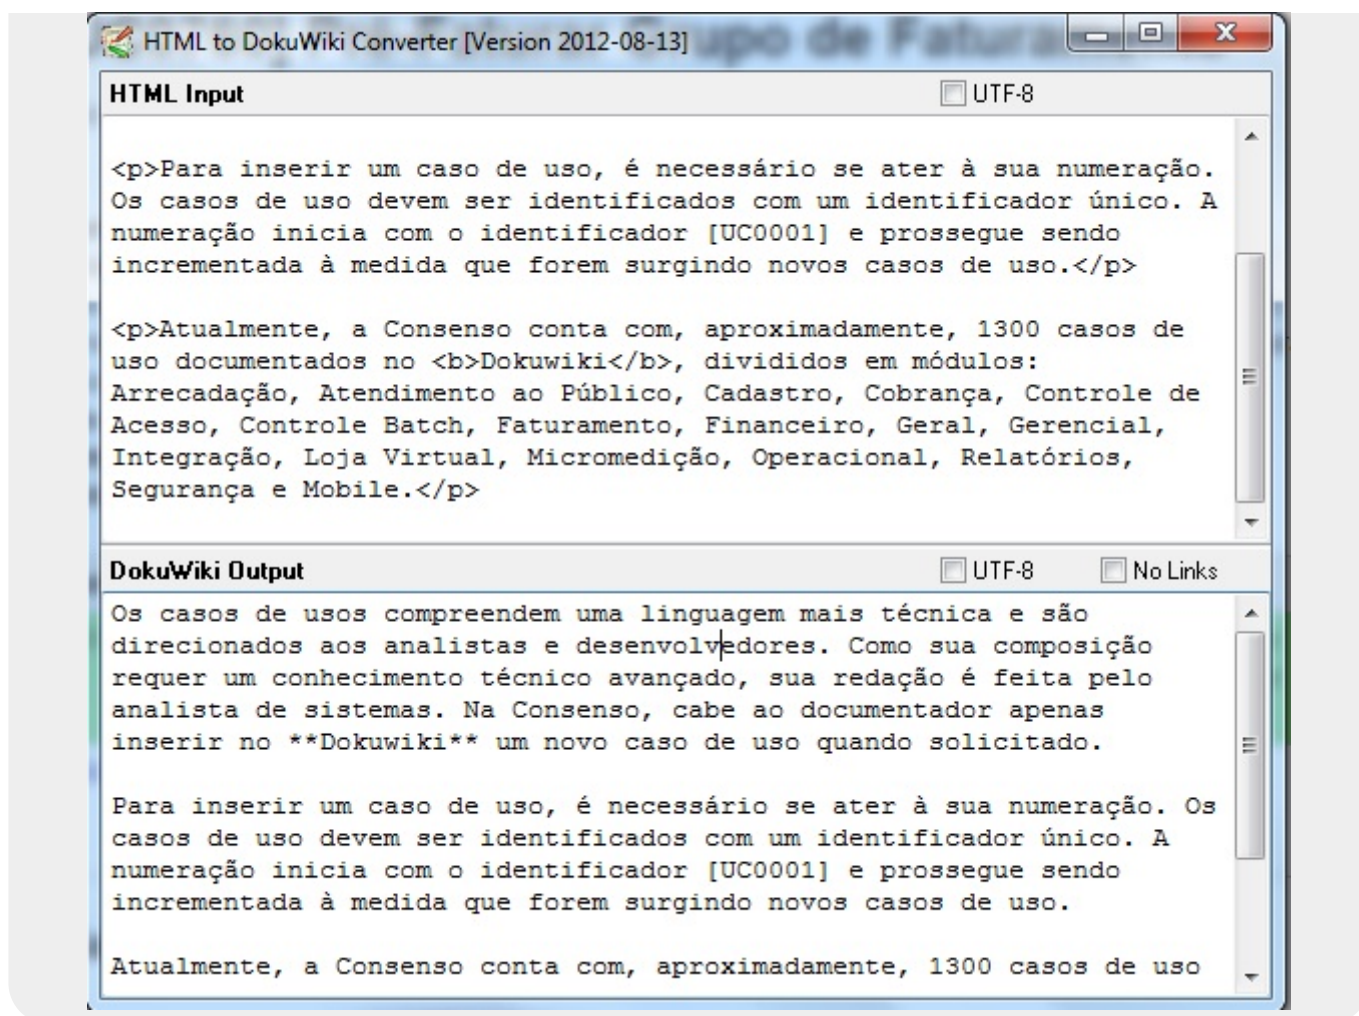 upo de Fatura
HTML to DokuWiki Converter [Version 2012-08-13]
HTML Input UTF-8
<p>Para inserir um caso de uso, é necessário se ater à sua numeração.
Os casos de uso devem ser identificados com um identificador único. A
numeração inicia com o identificador [UC0001] e prossegue sendo
incrementada à medida que forem surgindo novos casos de uso.</p>
<p>Atualmente, a Consenso conta com, aproximadamente, 1300 casos de
uso documentados no <b>Dokuwiki</b>, divididos em módulos:
Arrecadação, Atendimento ao Público, Cadastro, Cobrança, Controle de
Acesso, Controle Batch, Faturamento, Financeiro, Geral, Gerencial,
Integração, Loja Virtual, Micromedição, Operacional, Relatórios,
Segurança e Mobile.</p>
DokuWiki Output UTF-8 No Links
Os casos de usos compreendem uma linguagem mais técnica e são
direcionados aos analistas e desenvolvedores. Como sua composição
requer um conhecimento técnico avançado, sua redação é feita pelo
analista de sistemas. Na Consenso, cabe ao documentador apenas
inserir no **Dokuwiki** um novo caso de uso quando solicitado.
Para inserir um caso de uso, é necessário se ater à sua numeração. Os
casos de uso devem ser identificados com um identificador único. A
numeração inicia com o identificador [UC0001] e prossegue sendo
incrementada à medida que forem surgindo novos casos de uso.
Atualmente, a Consenso conta com, aproximadamente, 1300 casos de uso